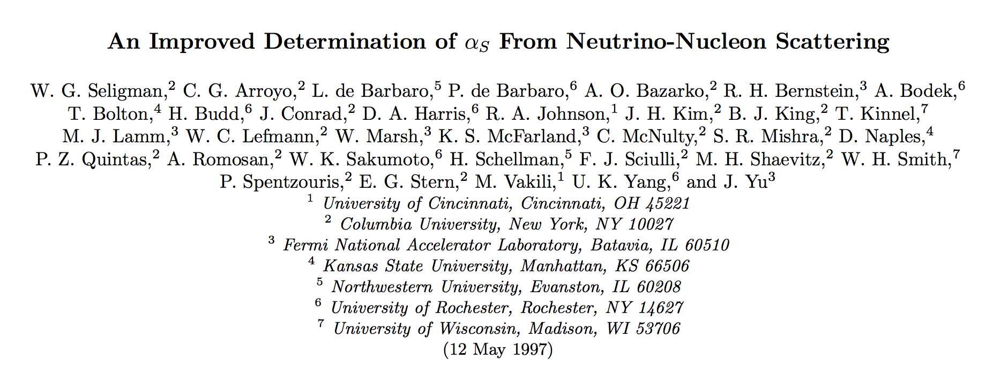 An Improved Determination of α_S From Neutrino-Nucleon Scattering
W. G. Seligman,² C. G. Arroyo,² L. de Barbaro,⁵ P. de Barbaro,⁶ A. O. Bazarko,² R. H. Bernstein,³ A. Bodek,⁶
T. Bolton,⁴ H. Budd,⁶ J. Conrad,² D. A. Harris,⁶ R. A. Johnson,¹ J. H. Kim,² B. J. King,² T. Kinnel,⁷
M. J. Lamm,³ W. C. Lefmann,² W. Marsh,³ K. S. McFarland,³ C. McNulty,² S. R. Mishra,² D. Naples,⁴
P. Z. Quintas,² A. Romosan,² W. K. Sakumoto,⁶ H. Schellman,⁵ F. J. Sciulli,² M. H. Shaevitz,² W. H. Smith,⁷
P. Spentzouris,² E. G. Stern,² M. Vakili,¹ U. K. Yang,⁶ and J. Yu³
¹ University of Cincinnati, Cincinnati, OH 45221
² Columbia University, New York, NY 10027
³ Fermi National Accelerator Laboratory, Batavia, IL 60510
⁴ Kansas State University, Manhattan, KS 66506
⁵ Northwestern University, Evanston, IL 60208
⁶ University of Rochester, Rochester, NY 14627
⁷ University of Wisconsin, Madison, WI 53706
(12 May 1997)